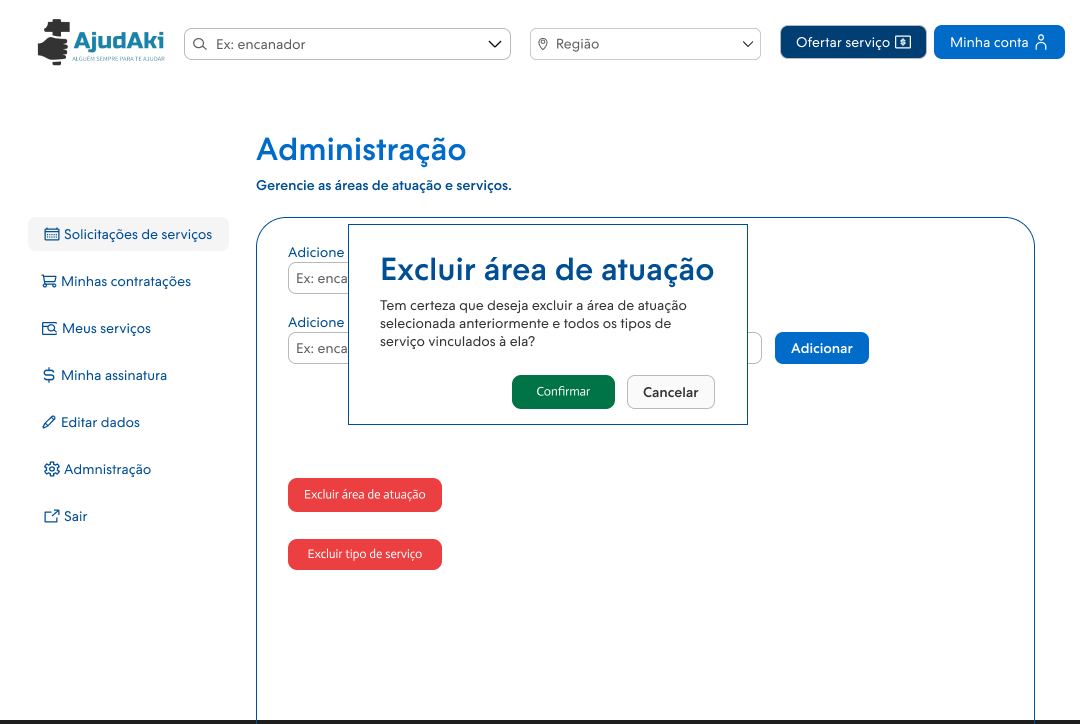 AjudAki
ALGUÉM SEMPRE PARA TE AJUDAR
Ex: encanador
Região
Ofertar serviço
Minha conta
Administração
Gerencie as áreas de atuação e serviços.
Solicitações de serviços
Minhas contratações
Meus serviços
Minha assinatura
Editar dados
Admnistração
Sair
Adicione
Ex: enca
Adicione
Ex: enca
Adicionar
Excluir área de atuação
Tem certeza que deseja excluir a área de atuação
selecionada anteriormente e todos os tipos de
serviço vinculados à ela?
Confirmar
Cancelar
Excluir área de atuação
Excluir tipo de serviço